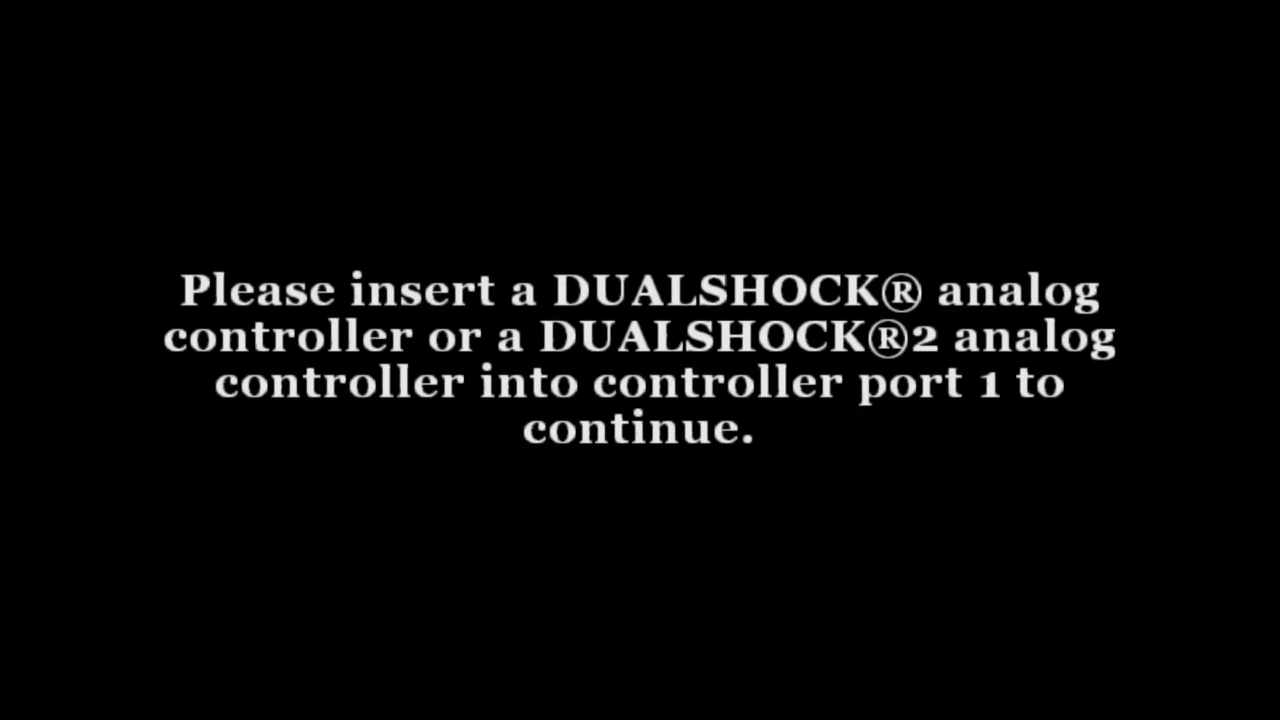 Please insert a DUALSHOCK® analog
controller or a DUALSHOCK®2 analog
controller into controller port 1 to
continue.